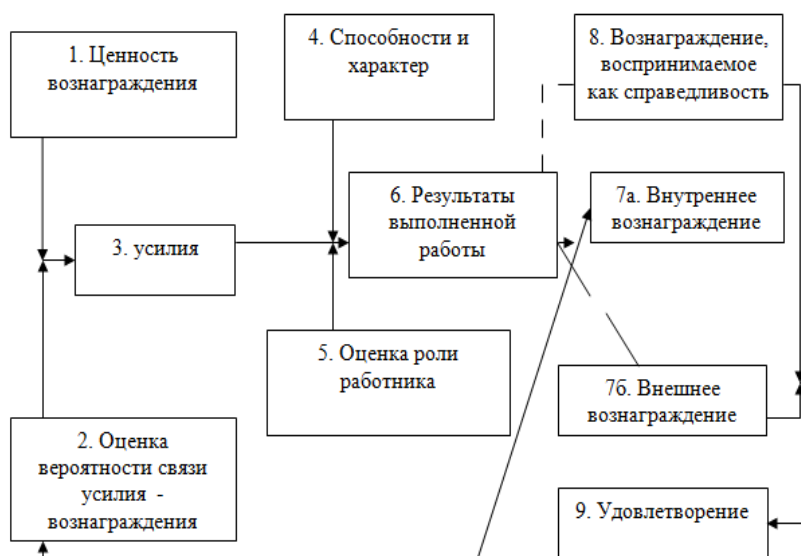 1. Ценность
вознаграждения
4. Способности и
характер
8. Вознаграждение,
воспринимаемое
как справедливость
3. усилия
6. Результаты
выполненной
работы
7а. Внутреннее
вознаграждение
5. Оценка роли
работника
7б. Внешнее
вознаграждение
2. Оценка
вероятности связи
усилия -
вознаграждения
9. Удовлетворение